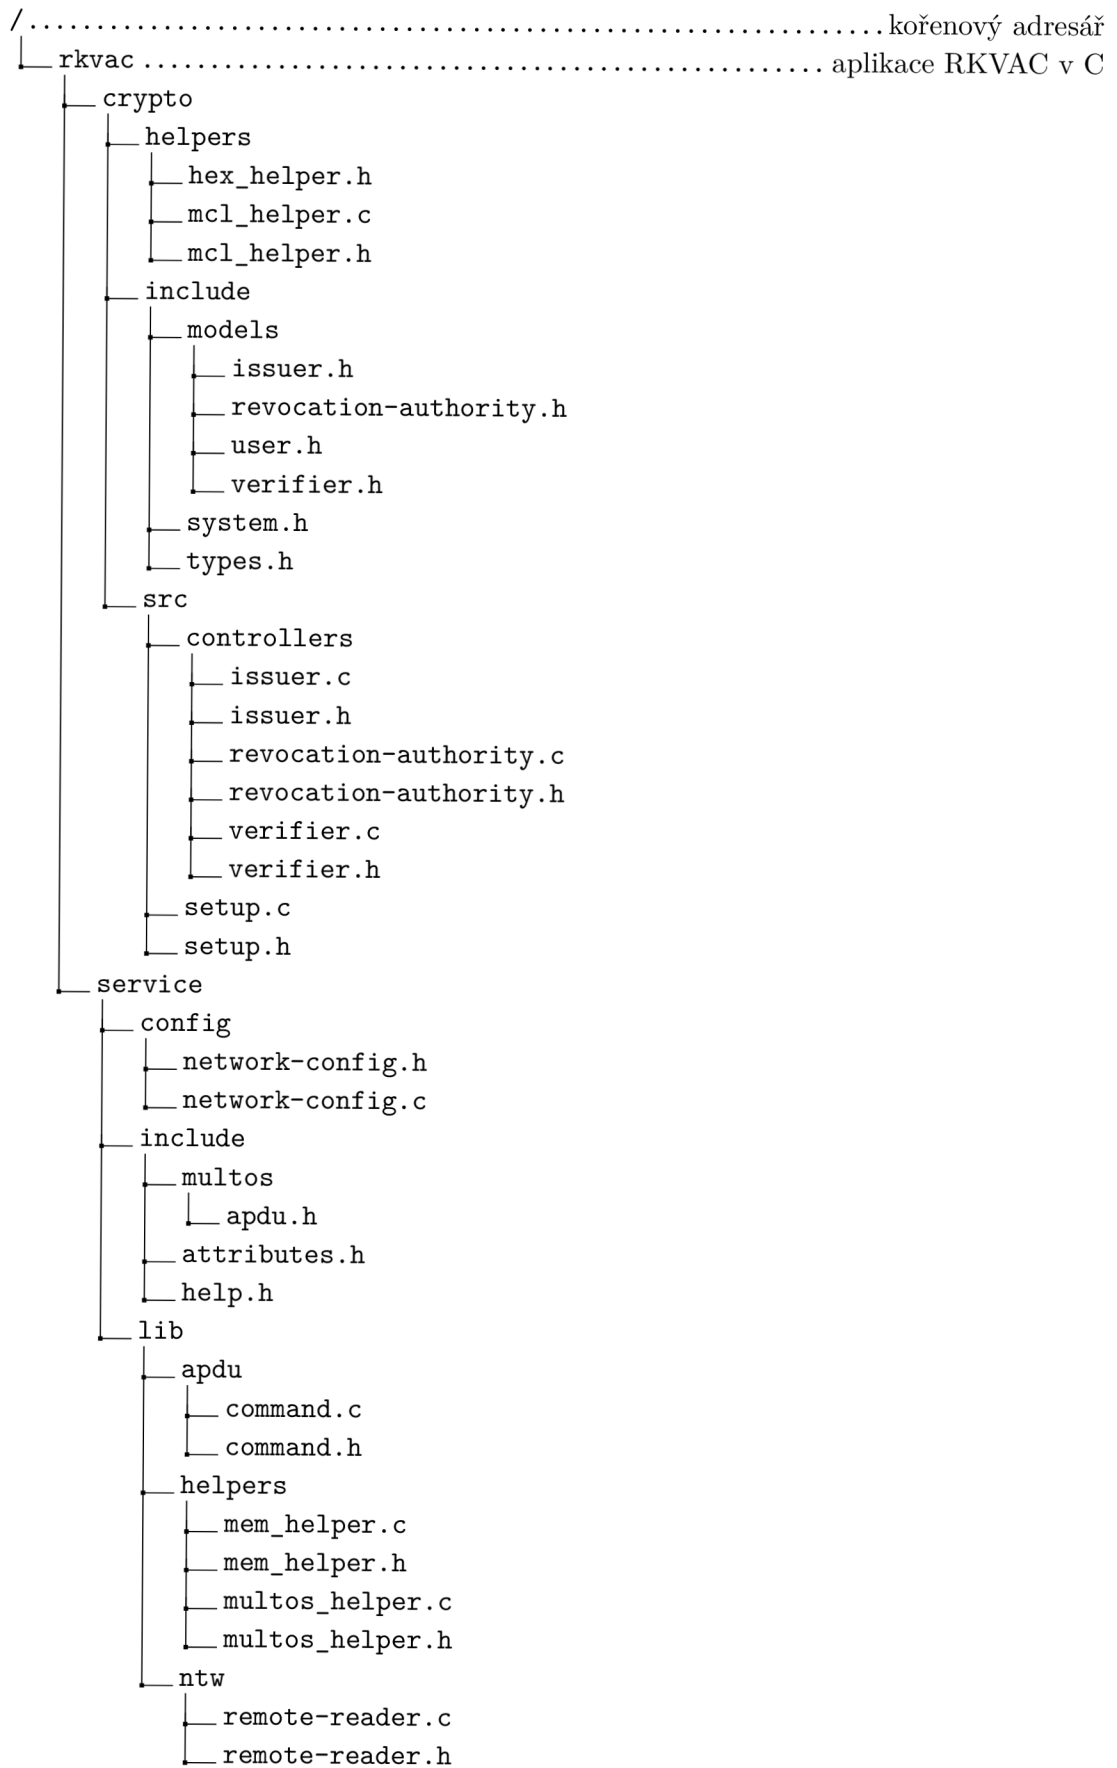 / kořenový adresář
rkvac aplikace RKVAC v C
crypto
helpers
hex_helper.h
mcl_helper.c
mcl_helper.h
include
models
issuer.h
revocation-authority.h
user.h
verifier.h
system.h
types.h
src
controllers
issuer.c
issuer.h
revocation-authority.c
revocation-authority.h
verifier.c
verifier.h
setup.c
setup.h
service
config
network-config.h
network-config.c
include
multos
apdu.h
attributes.h
help.h
lib
apdu
command.c
command.h
helpers
mem_helper.c
mem_helper.h
multos_helper.c
multos_helper.h
ntw
remote-reader.c
remote-reader.h